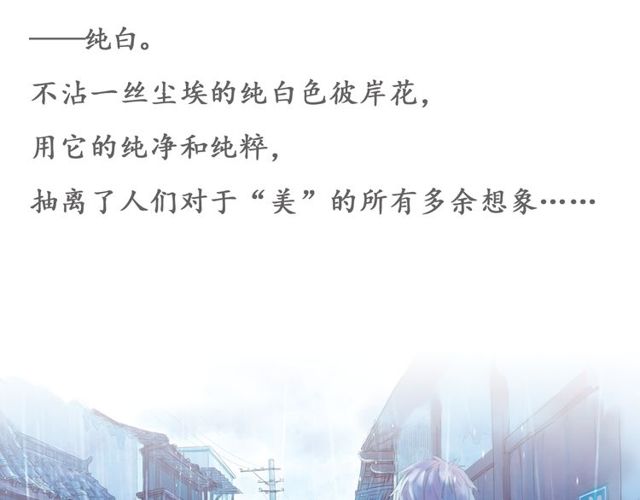 ——纯白。
不沾一丝尘埃的纯白色彼岸花，
用它的纯净和纯粹，
抽离了人们对于“美”的所有多余想象……